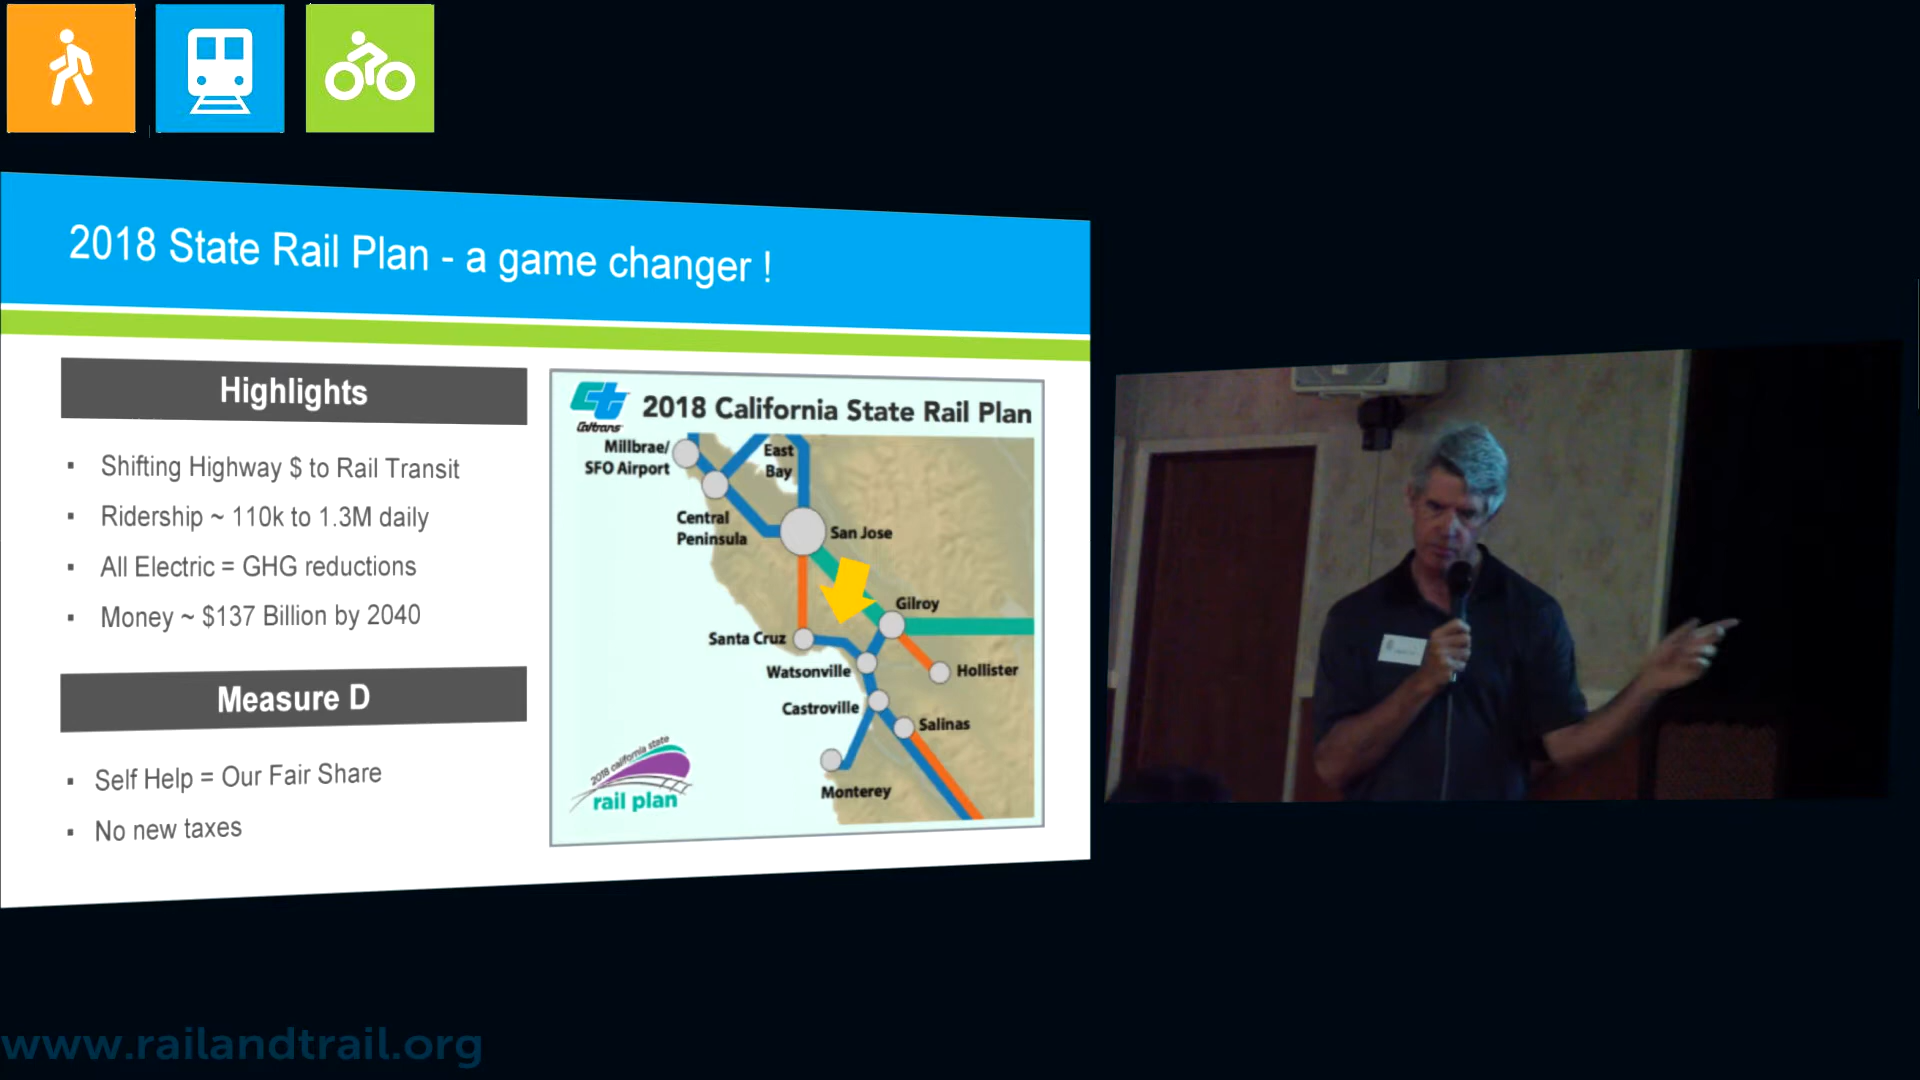 2018 State Rail Plan - a game changer !
Highlights
▪ Shifting Highway $ to Rail Transit
▪ Ridership ~ 110k to 1.3M daily
▪ All Electric = GHG reductions
▪ Money ~ $137 Billion by 2040
Measure D
▪ Self Help = Our Fair Share
▪ No new taxes
Caltrans
2018 California State Rail Plan
Millbrae/
SFO Airport
East
Bay
Central
Peninsula
San Jose
Gilroy
Santa Cruz
Watsonville
Hollister
Castroville
Salinas
Monterey
2018 california state
rail plan
www.railandtrail.org